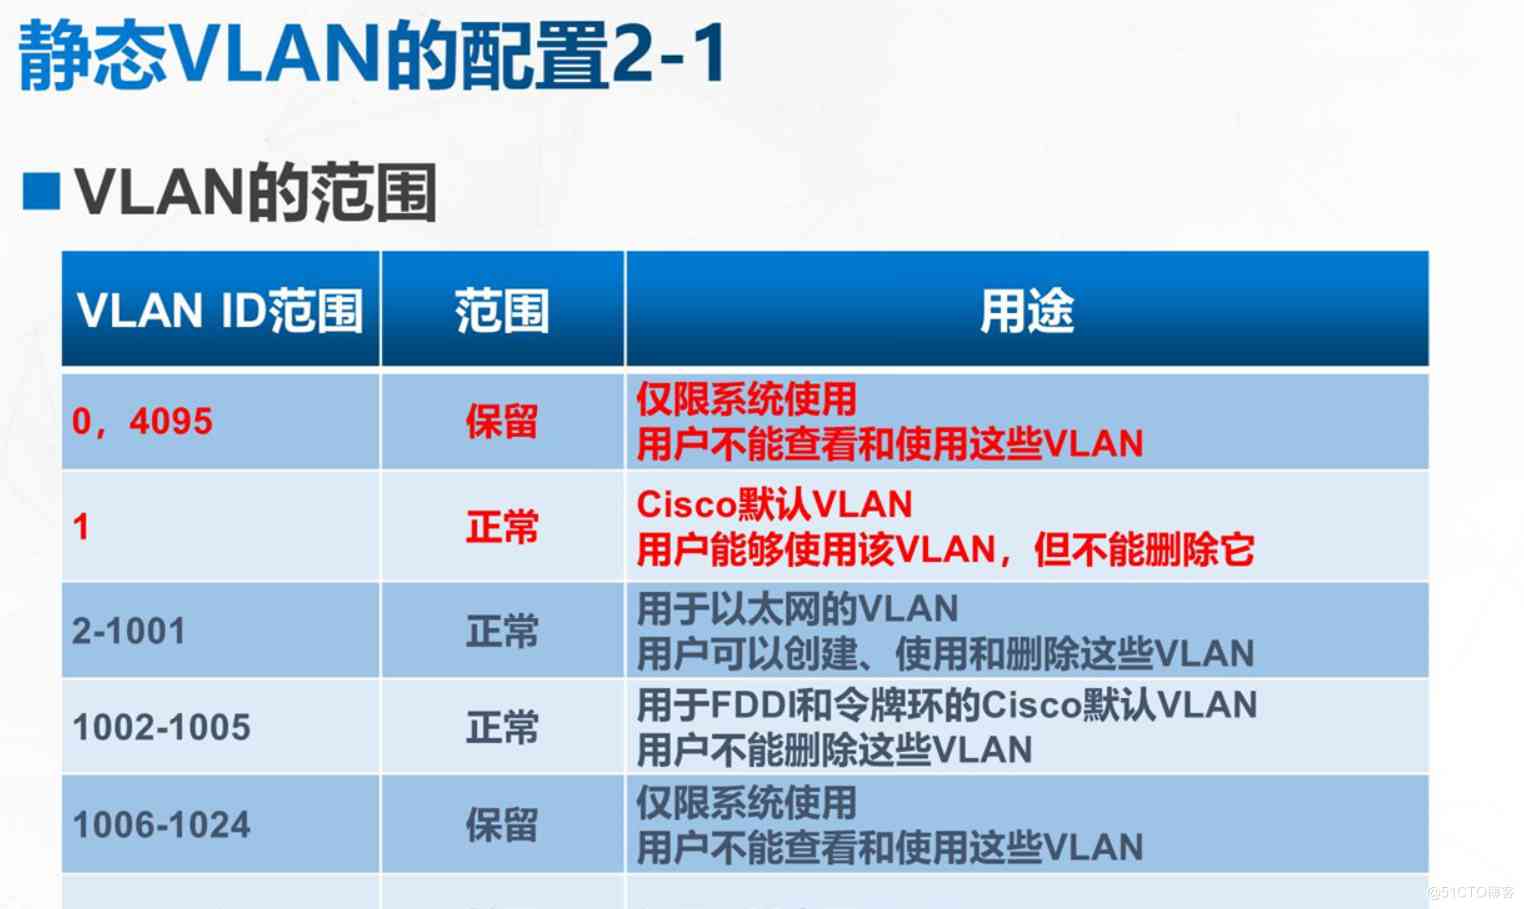 静态VLAN的配置2-1
VLAN的范围
VLAN ID范围 范围 用途
0，4095 保留 仅限系统使用
用户不能查看和使用这些VLAN
1 正常 Cisco默认VLAN
用户能够使用该VLAN，但不能删除它
2-1001 正常 用于以太网的VLAN
用户可以创建、使用和删除这些VLAN
1002-1005 正常 用于FDDI和令牌环的Cisco默认VLAN
用户不能删除这些VLAN
1006-1024 保留 仅限系统使用
用户不能查看和使用这些VLAN
@51CTO博客